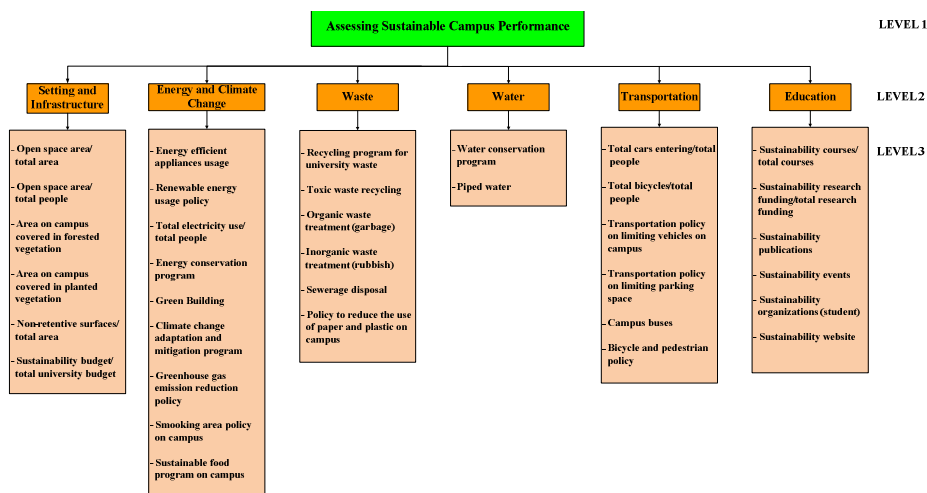 Assessing Sustainable Campus Performance
LEVEL 1
Setting and
Infrastructure
Energy and Climate
Change
Waste
Water
Transportation
Education
LEVEL2
- Open space area/
total area
- Open space area/
total people
- Area on campus
covered in forested
vegetation
- Area on campus
covered in planted
vegetation
- Non-retentive surfaces/
total area
- Sustainability budget/
total university budget
- Energy efficient
appliances usage
- Renewable energy
usage policy
- Total electricity use/
total people
- Energy conservation
program
- Green Building
- Climate change
adaptation and
mitigation program
- Greenhouse gas
emission reduction
policy
- Smooking area policy
on campus
- Sustainable food
program on campus
- Recycling program for
university waste
- Toxic waste recycling
- Organic waste
treatment (garbage)
- Inorganic waste
treatment (rubbish)
- Sewerage disposal
- Policy to reduce the use
of paper and plastic on
campus
- Water conservation
program
- Piped water
- Total cars entering/total
people
- Total bicycles/total
people
- Transportation policy
on limiting vehicles on
campus
- Transportation policy
on limiting parking
space
- Campus buses
- Bicycle and pedestrian
policy
- Sustainability courses/
total courses
- Sustainability research
funding/total research
funding
- Sustainability
publications
- Sustainability events
- Sustainability
organizations (student)
- Sustainability website
LEVEL3